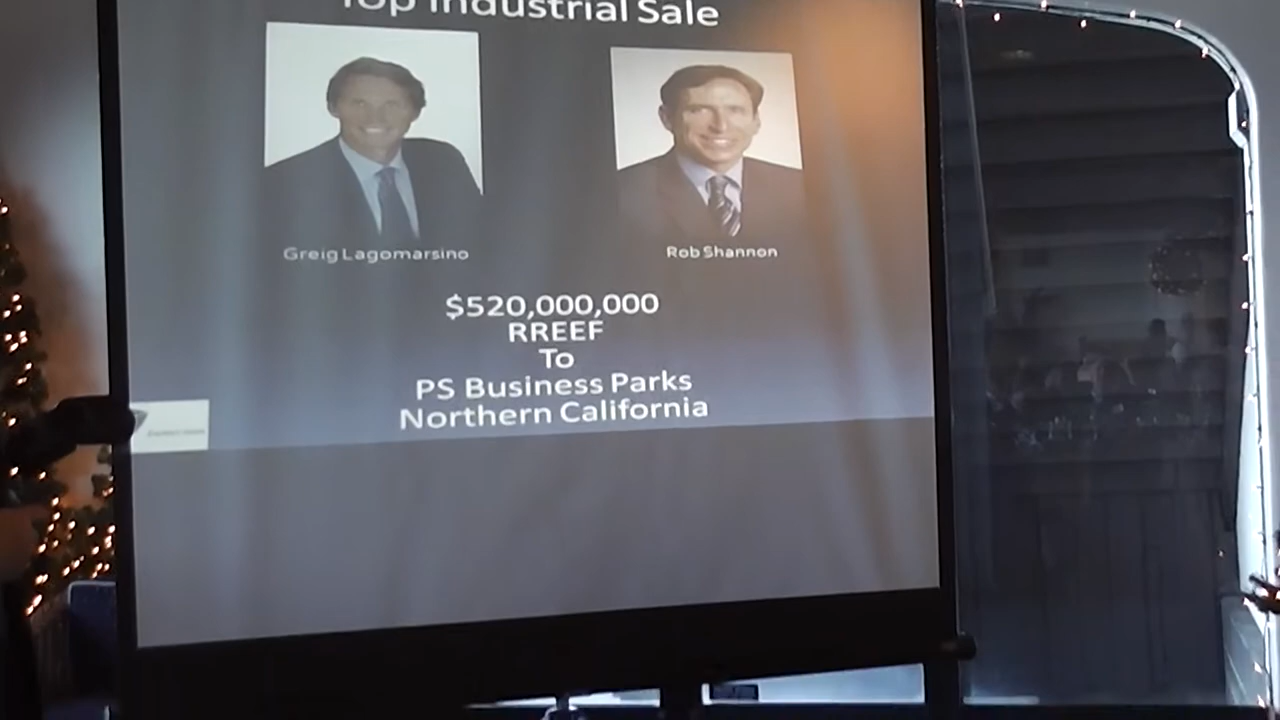 Top Industrial Sale
Greig Lagomarsino
Rob Shannon
$520,000,000
RREEF
To
PS Business Parks
Northern California